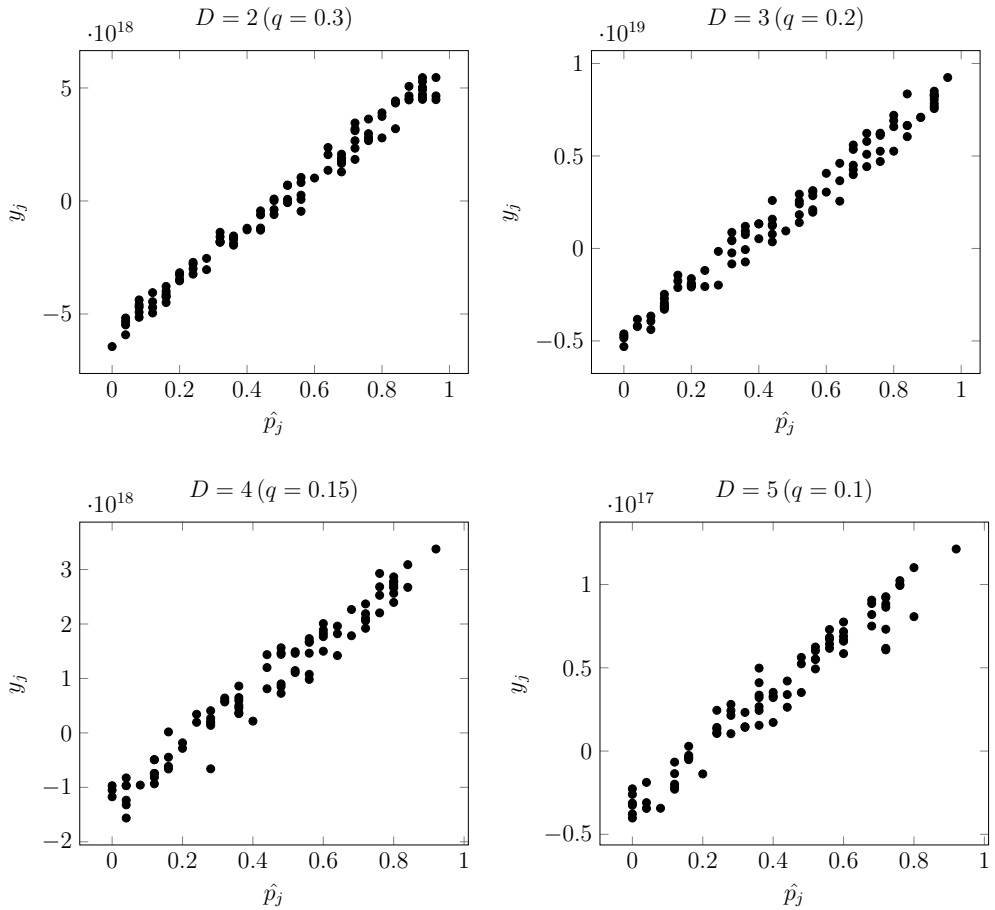 D = 2 (q = 0.3)
·10^18
5
0
−5
y_j
0 0.2 0.4 0.6 0.8 1
p̂_j
D = 3 (q = 0.2)
·10^19
1
0.5
0
−0.5
y_j
0 0.2 0.4 0.6 0.8 1
p̂_j
D = 4 (q = 0.15)
·10^18
3
2
1
0
−1
−2
y_j
0 0.2 0.4 0.6 0.8 1
p̂_j
D = 5 (q = 0.1)
·10^17
1
0.5
0
−0.5
y_j
0 0.2 0.4 0.6 0.8 1
p̂_j